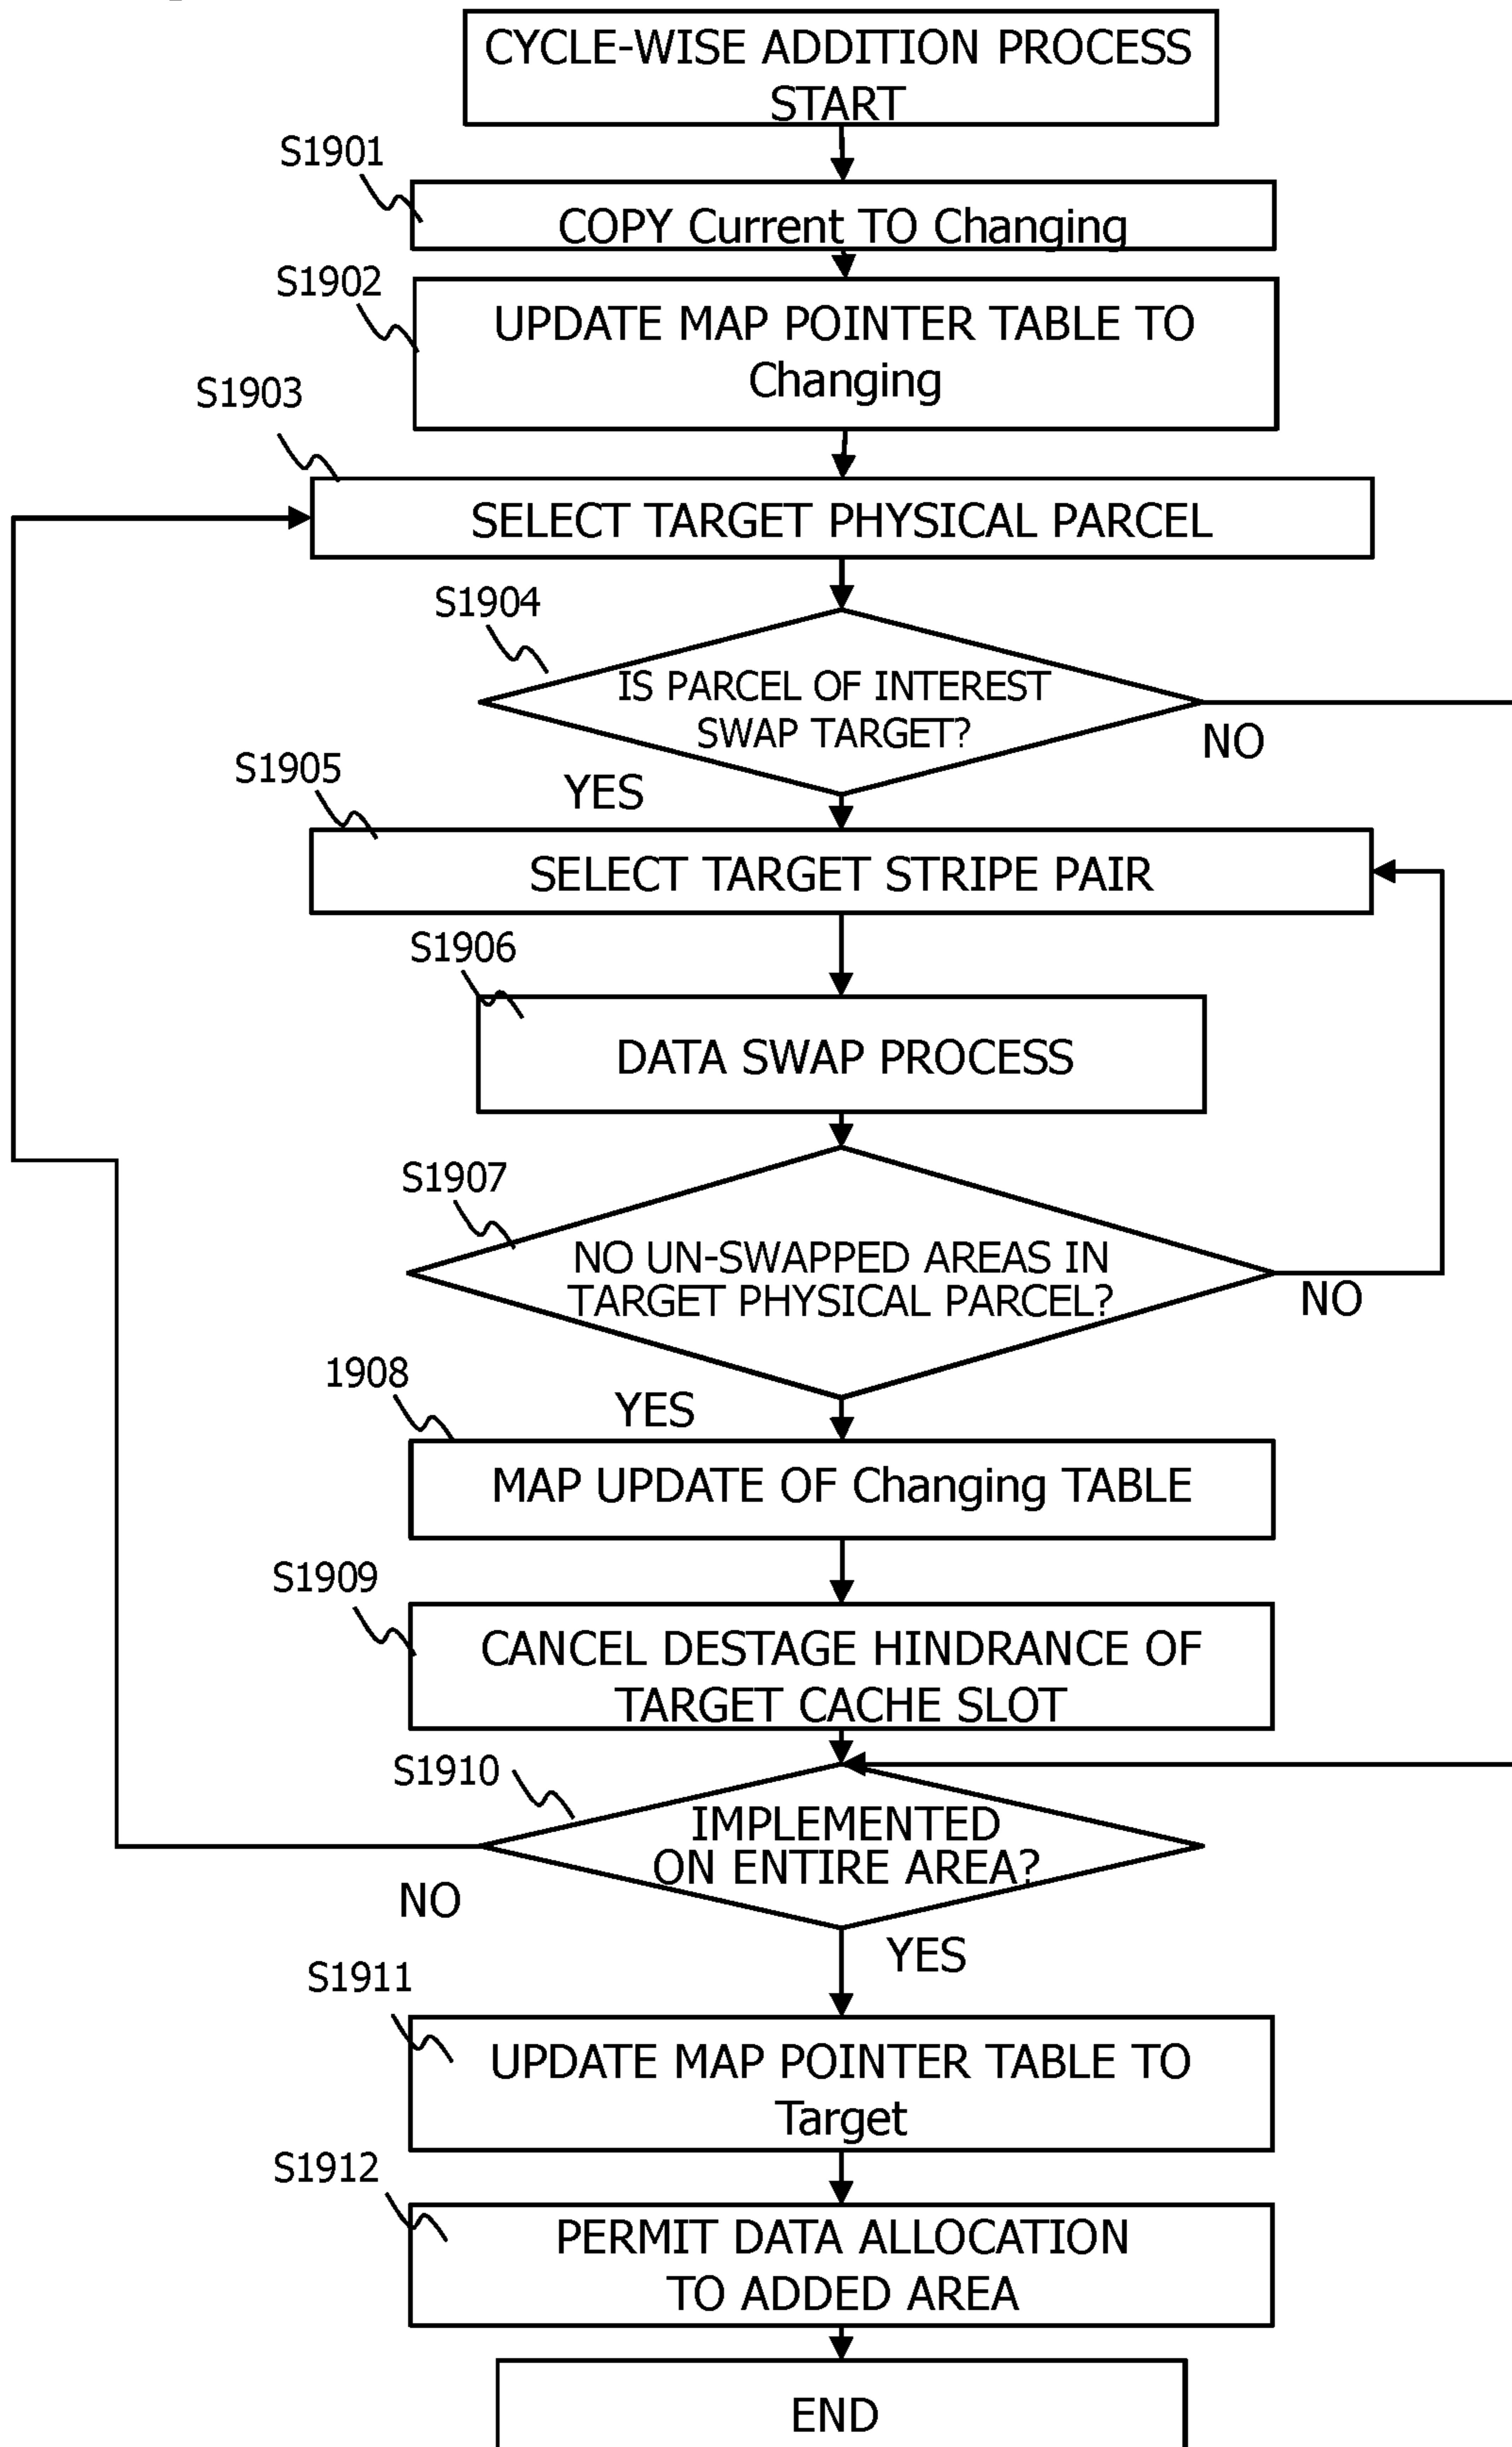 CYCLE-WISE ADDITION PROCESS
START
S1901
COPY Current TO Changing
S1902
UPDATE MAP POINTER TABLE TO
Changing
S1903
SELECT TARGET PHYSICAL PARCEL
S1904
IS PARCEL OF INTEREST
SWAP TARGET?
NO
S1905
YES
SELECT TARGET STRIPE PAIR
S1906
DATA SWAP PROCESS
S1907
NO UN-SWAPPED AREAS IN
TARGET PHYSICAL PARCEL?
NO
1908
YES
MAP UPDATE OF Changing TABLE
S1909
CANCEL DESTAGE HINDRANCE OF
TARGET CACHE SLOT
S1910
IMPLEMENTED
ON ENTIRE AREA?
NO
YES
S1911
UPDATE MAP POINTER TABLE TO
Target
S1912
PERMIT DATA ALLOCATION
TO ADDED AREA
END